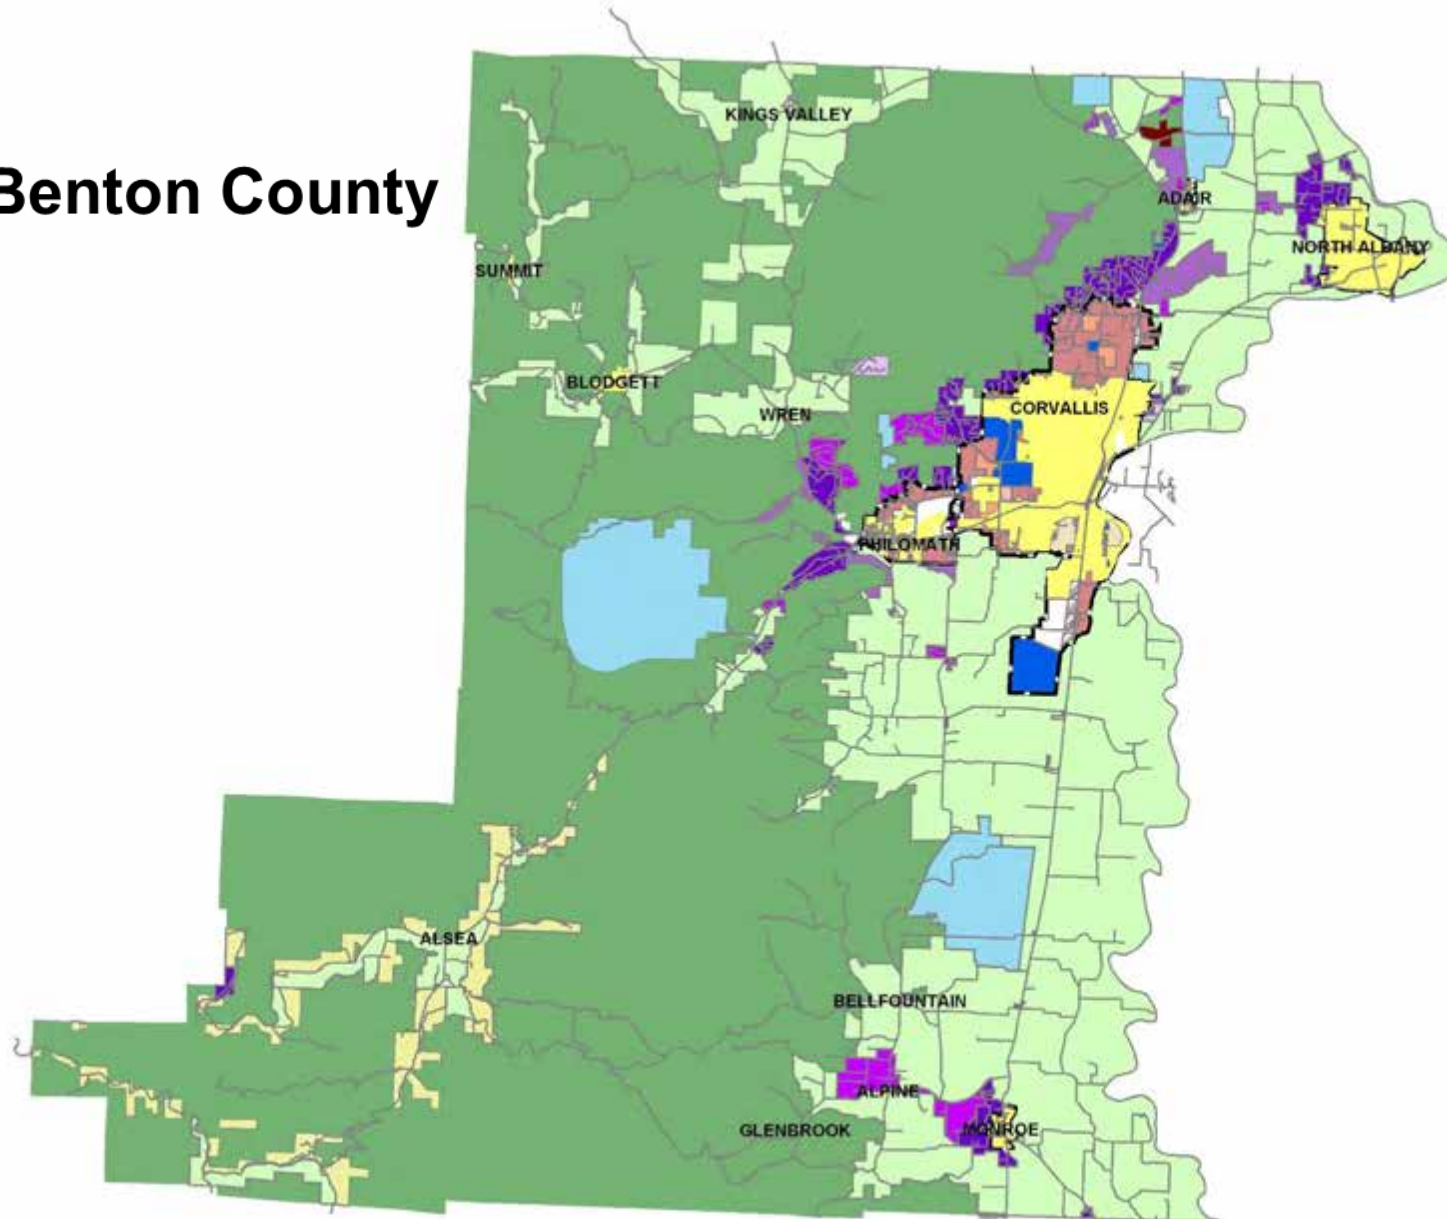 KINGS VALLEY
Benton County
ADAIR
NORTH ALBANY
SUMMIT
BLODGETT
CORVALLIS
WREN
PHILOMATH
ALSEA
BELLFOUNTAIN
ALPINE
GLENBROOK
MONROE